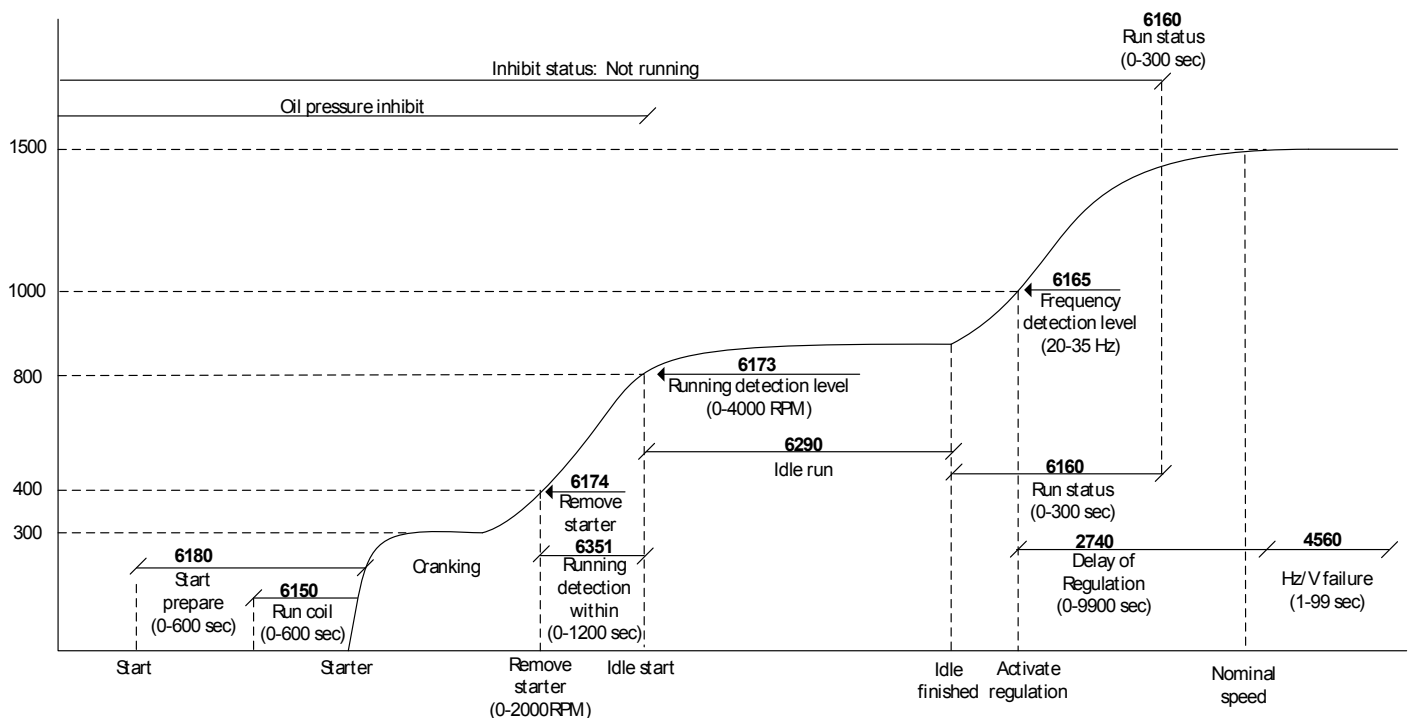 6160
Run status
(0-300 sec)
Inhibit status: Not running
Oil pressure inhibit
1500
1000
6165
Frequency
detection level
(20-35 Hz)
800
6173
Running detection level
(0-4000 RPM)
6290
Idle run
6160
Run status
(0-300 sec)
400
6174
Remove
starter
300
6351
Running
detection
within
(0-1200 sec)
2740
Delay of
Regulation
(0-9900 sec)
4560
Hz/V failure
(1-99 sec)
6180
Start
prepare
(0-600 sec)
6150
Run coil
(0-600 sec)
Cranking
Start
Starter
Remove
starter
(0-2000RPM)
Idle start
Idle
finished
Activate
regulation
Nominal
speed